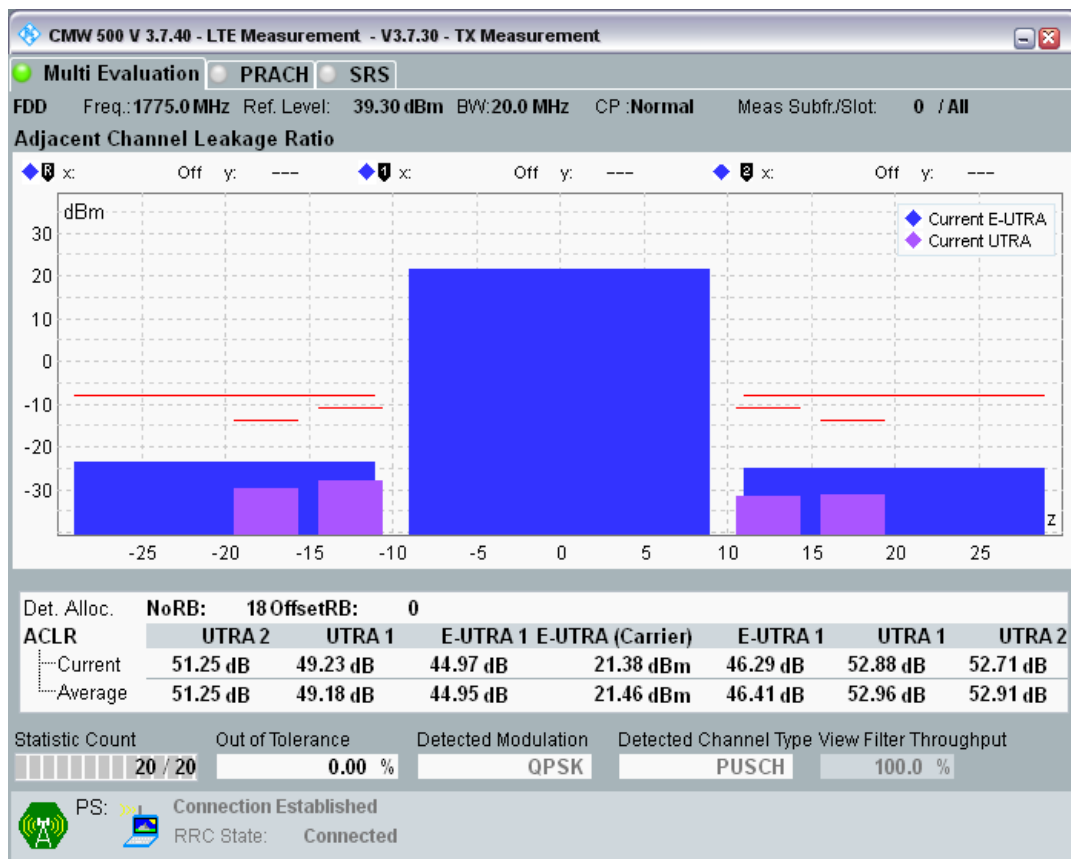 CMW 500 V 3.7.40 - LTE Measurement - V3.7.30 - TX Measurement
Multi Evaluation PRACH SRS
FDD Freq.:1775.0 MHz Ref. Level: 39.30 dBm BW:20.0 MHz CP :Normal Meas Subfr./Slot: 0 / All
Adjacent Channel Leakage Ratio
R x: Off y: --- 1 x: Off y: --- 2 x: Off y: ---
dBm
Current E-UTRA
Current UTRA
30
20
10
0
-10
-20
-30
z
-25 -20 -15 -10 -5 0 5 10 15 20 25
Det. Alloc. NoRB: 18 OffsetRB: 0
ACLR UTRA 2 UTRA 1 E-UTRA 1 E-UTRA (Carrier) E-UTRA 1 UTRA 1 UTRA 2
Current 51.25 dB 49.23 dB 44.97 dB 21.38 dBm 46.29 dB 52.88 dB 52.71 dB
Average 51.25 dB 49.18 dB 44.95 dB 21.46 dBm 46.41 dB 52.96 dB 52.91 dB
Statistic Count Out of Tolerance Detected Modulation Detected Channel Type View Filter Throughput
20 / 20 0.00 % QPSK PUSCH 100.0 %
PS: Connection Established
RRC State: Connected